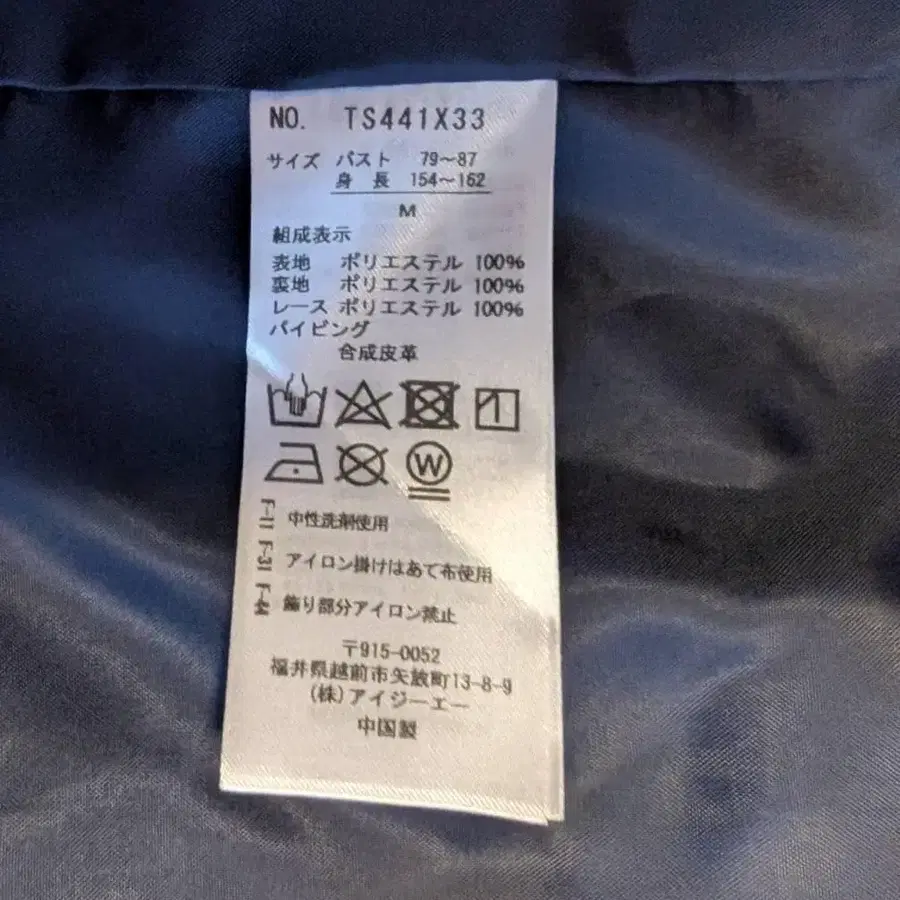 NO. TS441X33
サイズ バスト 79～87
身長 154～162
M
組成表示
表地 ポリエステル 100%
裏地 ポリエステル 100%
レース ポリエステル 100%
パイピング
合成皮革
W
F-11 中性洗剤使用
F-31 アイロン掛けはあて布使用
F-44 飾り部分アイロン禁止
〒915-0052
福井県越前市矢放町13-8-9
(株)アイジーエー
中国製